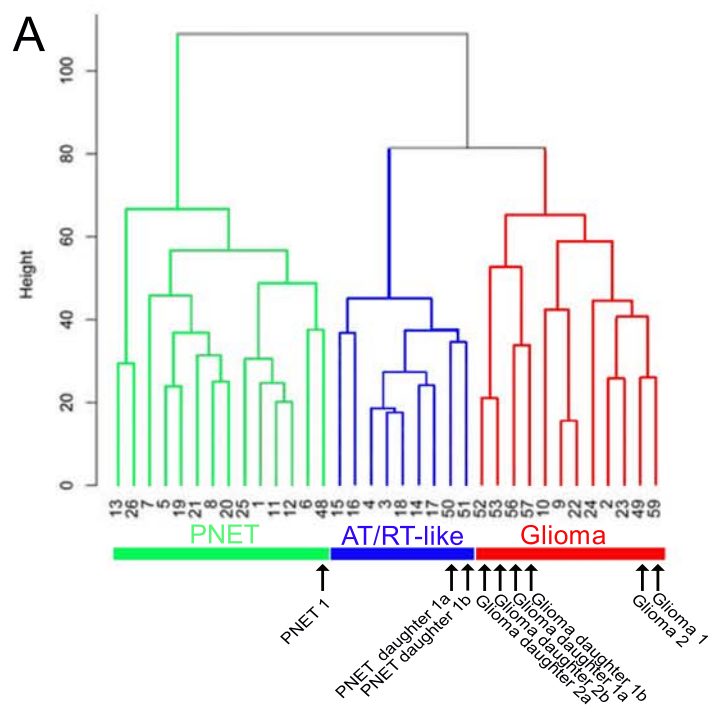 A
Height
100
80
60
40
20
0
13 26 7 5 19 21 8 20 25 1 11 12 6 48 15 16 4 3 18 14 17 50 51 52 53 56 57 10 9 22 24 2 23 49 59
PNET AT/RT-like Glioma
PNET 1
PNET daughter 1a
PNET daughter 1b
Glioma daughter 2a
Glioma daughter 2b
Glioma daughter 1a
Glioma daughter 1b
Glioma 2
Glioma 1